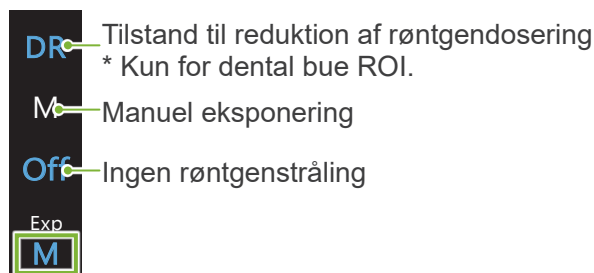 DR Tilstand til reduktion af røntgendosering
* Kun for dental bue ROI.
M Manuel eksponering
Off Ingen røntgenstråling
Exp
M